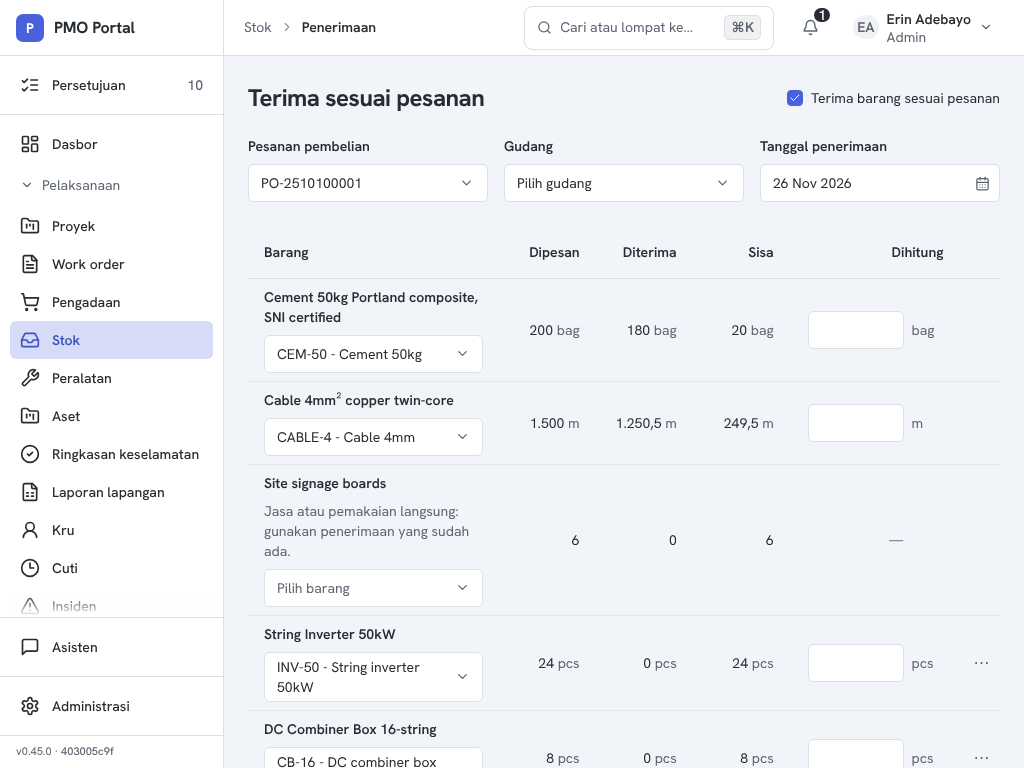 P PMO Portal
Stok > Penerimaan
Cari atau lompat ke... ⌘K
1
EA Erin Adebayo
Admin
Persetujuan 10
Dasbor
Pelaksanaan
Proyek
Work order
Pengadaan
Stok
Peralatan
Aset
Ringkasan keselamatan
Laporan lapangan
Kru
Cuti
Insiden
Asisten
Administrasi
v0.45.0 · 403005c9f
Terima sesuai pesanan
Terima barang sesuai pesanan
Pesanan pembelian Gudang Tanggal penerimaan
PO-2510100001 Pilih gudang 26 Nov 2026
Barang Dipesan Diterima Sisa Dihitung
Cement 50kg Portland composite,
SNI certified
CEM-50 - Cement 50kg
200 bag 180 bag 20 bag bag
Cable 4mm² copper twin-core
CABLE-4 - Cable 4mm
1.500 m 1.250,5 m 249,5 m m
Site signage boards
Jasa atau pemakaian langsung:
gunakan penerimaan yang sudah
ada.
Pilih barang
6 0 6 —
String Inverter 50kW
INV-50 - String inverter
50kW
24 pcs 0 pcs 24 pcs pcs ···
DC Combiner Box 16-string
CB-16 - DC combiner box
8 pcs 0 pcs 8 pcs pcs ···